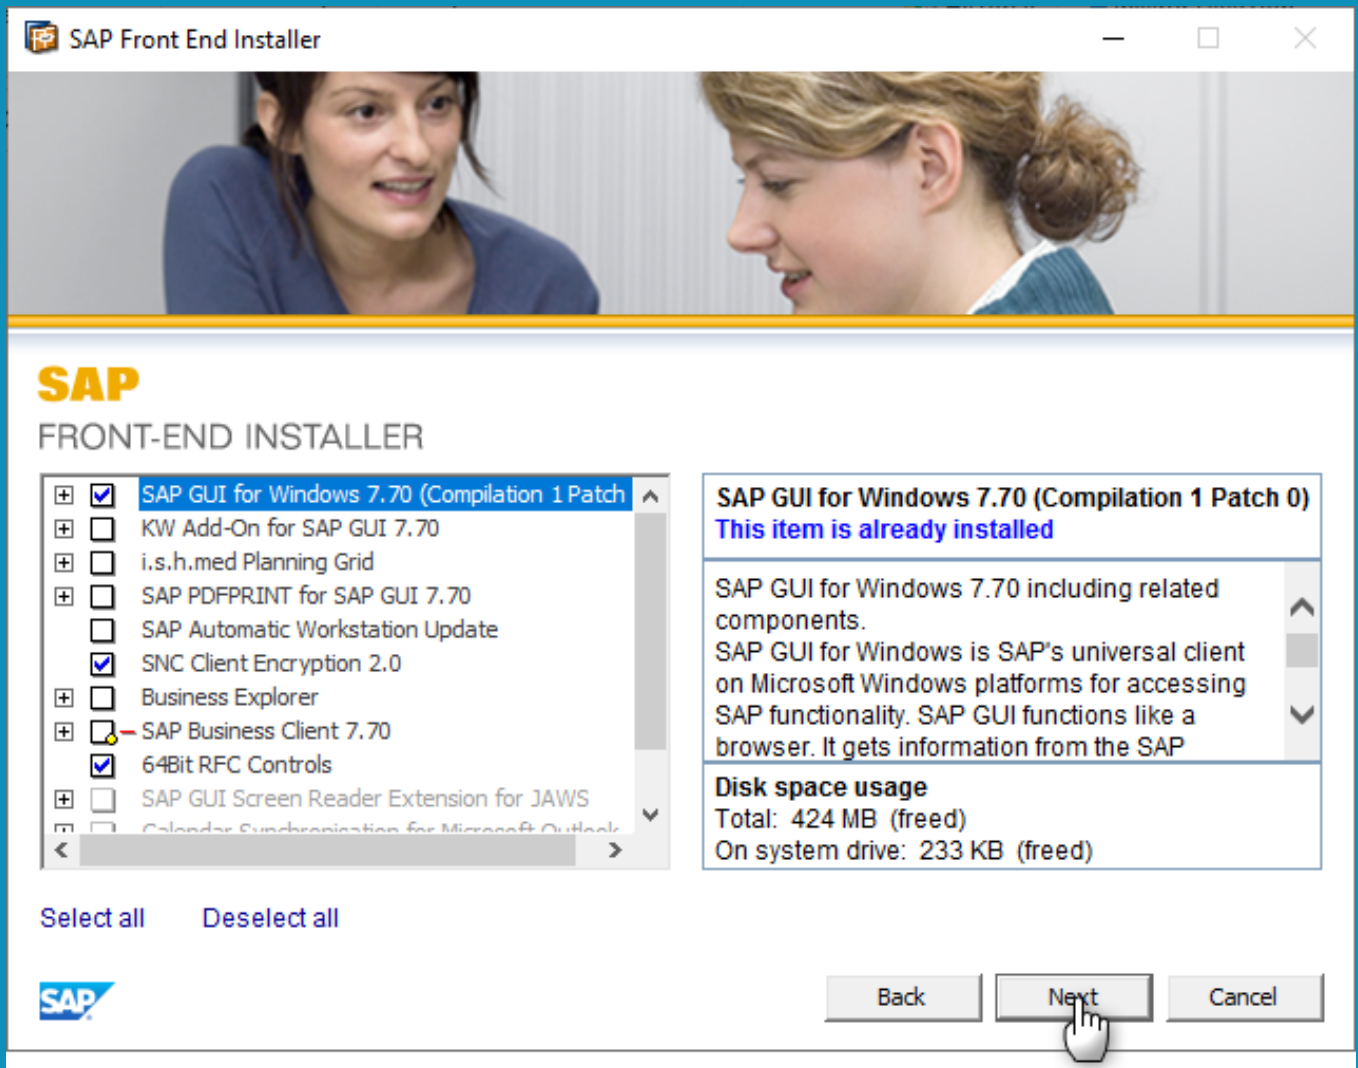 SAP Front End Installer
SAP
FRONT-END INSTALLER
SAP GUI for Windows 7.70 (Compilation 1 Patch
KW Add-On for SAP GUI 7.70
i.s.h.med Planning Grid
SAP PDFPRINT for SAP GUI 7.70
SAP Automatic Workstation Update
SNC Client Encryption 2.0
Business Explorer
SAP Business Client 7.70
64Bit RFC Controls
SAP GUI Screen Reader Extension for JAWS
Calendar Synchronisation for Microsoft Outlook
SAP GUI for Windows 7.70 (Compilation 1 Patch 0)
This item is already installed
SAP GUI for Windows 7.70 including related
components.
SAP GUI for Windows is SAP's universal client
on Microsoft Windows platforms for accessing
SAP functionality. SAP GUI functions like a
browser. It gets information from the SAP
Disk space usage
Total: 424 MB (freed)
On system drive: 233 KB (freed)
Select all Deselect all
SAP
Back Next Cancel